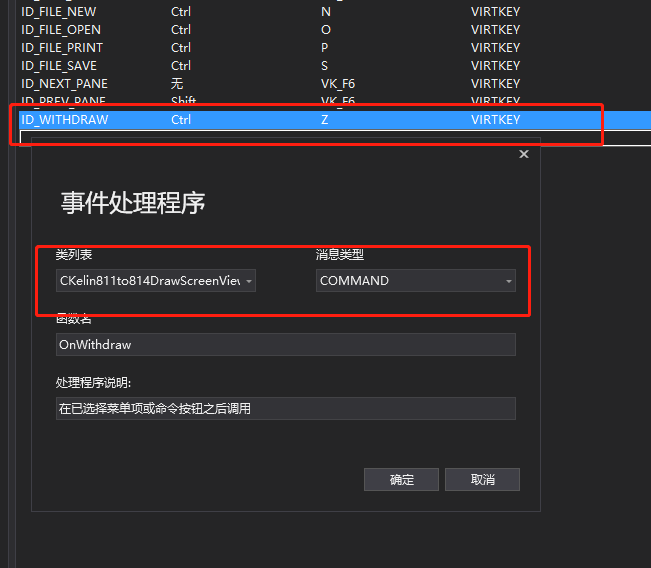 ID_FILE_NEW Ctrl N VIRTKEY
ID_FILE_OPEN Ctrl O VIRTKEY
ID_FILE_PRINT Ctrl P VIRTKEY
ID_FILE_SAVE Ctrl S VIRTKEY
ID_NEXT_PANE 无 VK_F6 VIRTKEY
ID_PREV_PANE Shift VK_F6 VIRTKEY
ID_WITHDRAW Ctrl Z VIRTKEY
事件处理程序
类列表 消息类型
CKelin811to814DrawScreenView COMMAND
函数名
OnWithdraw
处理程序说明:
在已选择菜单项或命令按钮之后调用
确定 取消